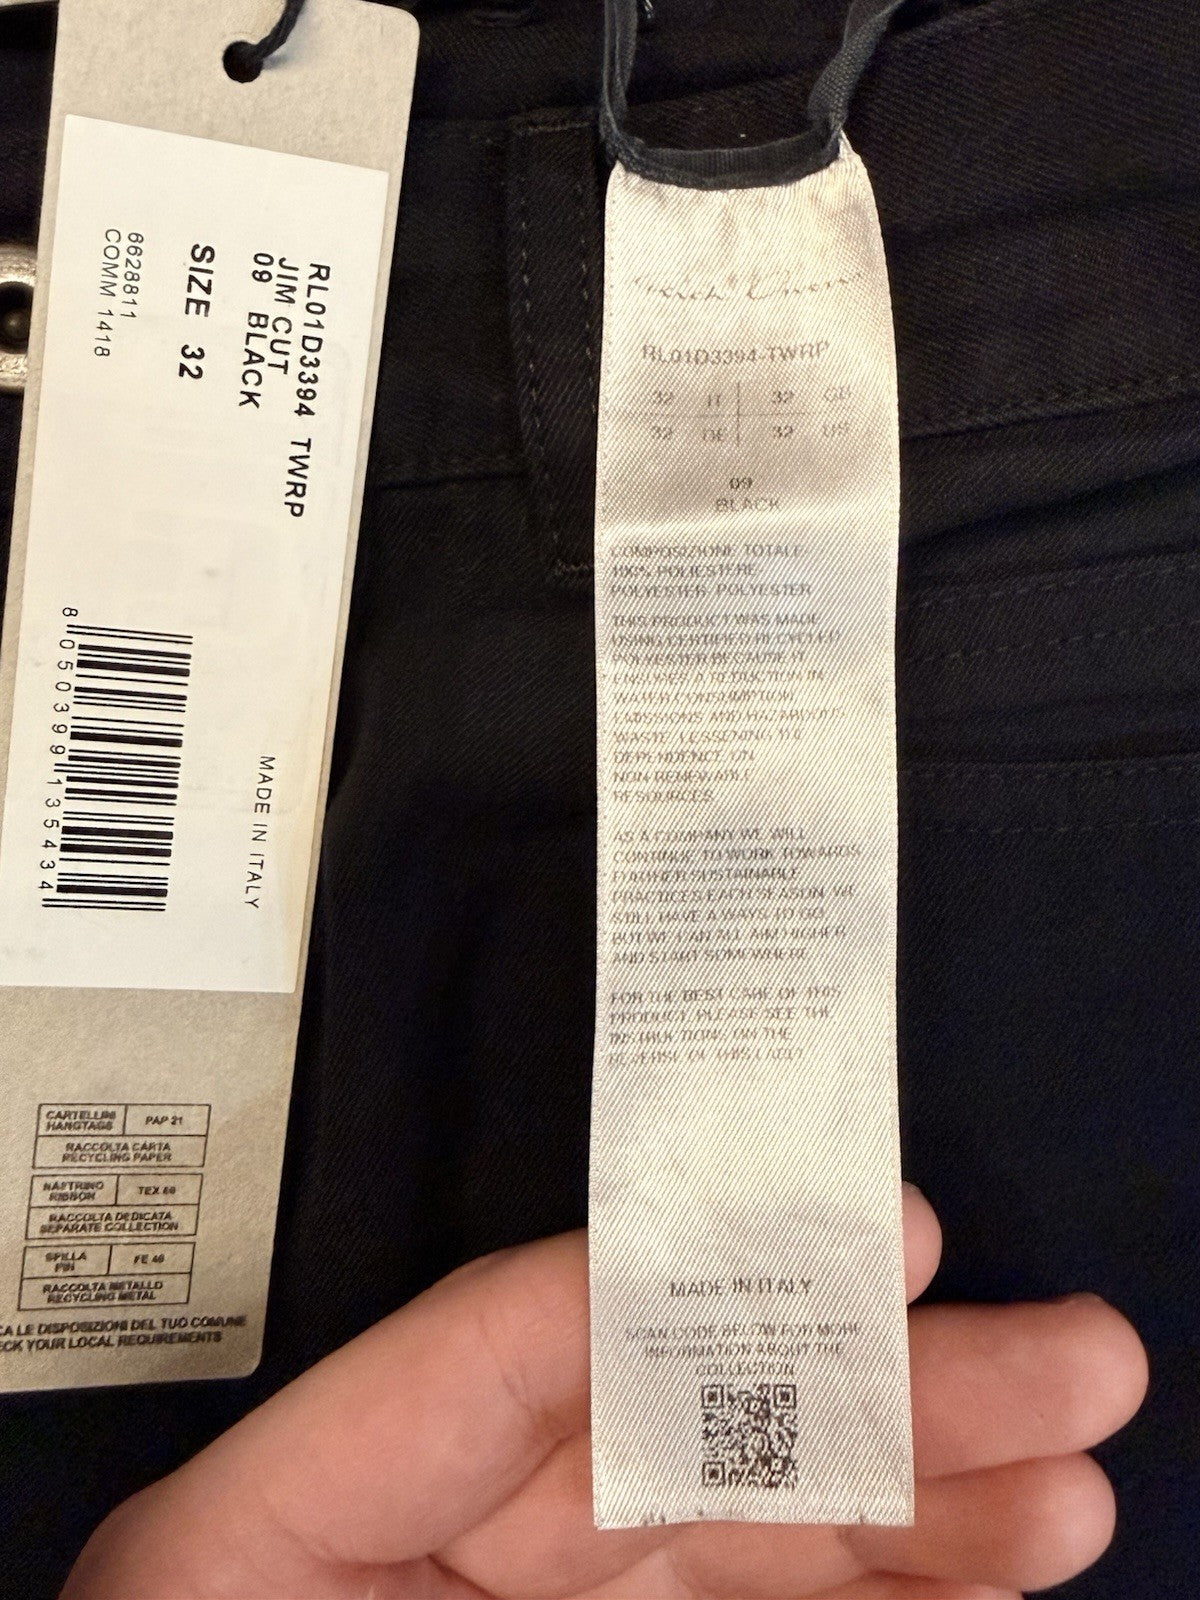 RL01D3394 TWRP
JIM CUT
09 BLACK
SIZE 32
6628811
COMM 1418
MADE IN ITALY
8 050399 135434
CARTELLINI
HANGTAGS
PAP 21
RACCOLTA CARTA
RECYCLING PAPER
NASTRINO
RIBBON
TEX 60
RACCOLTA DEDICATA
SEPARATE COLLECTION
SPILLA
PIN
FE 40
RACCOLTA METALLO
RECYCLING METAL
CA LE DISPOSIZIONI DEL TUO COMUNE
ECK YOUR LOCAL REQUIREMENTS
RL01D3394-TWRP
32 IT 32 GB
32 DE 32 US
09
BLACK
COMPOSIZIONE TOTALE
100% POLIESTERE
POLYESTER POLYESTER
THIS PRODUCT WAS MADE
USING CERTIFIED RECYCLED
POLYESTER BECAUSE IT
ENSURES A REDUCTION IN
WATER CONSUMPTION
EMISSIONS AND HAZARDOUS
WASTE LESSENING THE
DEPENDENCE ON
NON RENEWABLE
RESOURCES
AS A COMPANY WE WILL
CONTINUE TO WORK TOWARDS
FURTHER SUSTAINABLE
PRACTICES EACH SEASON WE
STILL HAVE A WAYS TO GO
BUT WE CAN ALL AIM HIGHER
AND START SOMEWHERE
FOR THE BEST CARE OF THIS
PRODUCT PLEASE SEE THE
INSTRUCTIONS ON THE
REVERSE OF THIS LABEL
MADE IN ITALY
SCAN CODE BELOW FOR MORE
INFORMATION ABOUT THE
COLLECTION